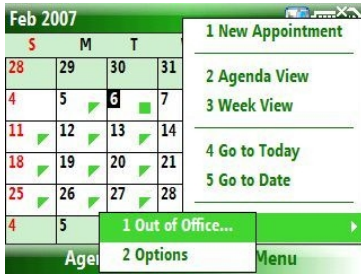 Feb 2007
S M T
28 29 30 31
4 5 6 7
11 12 13 14
18 19 20 21
25 26 27 28
4 5
1 New Appointment
2 Agenda View
3 Week View
4 Go to Today
5 Go to Date
1 Out of Office...
2 Options
Menu